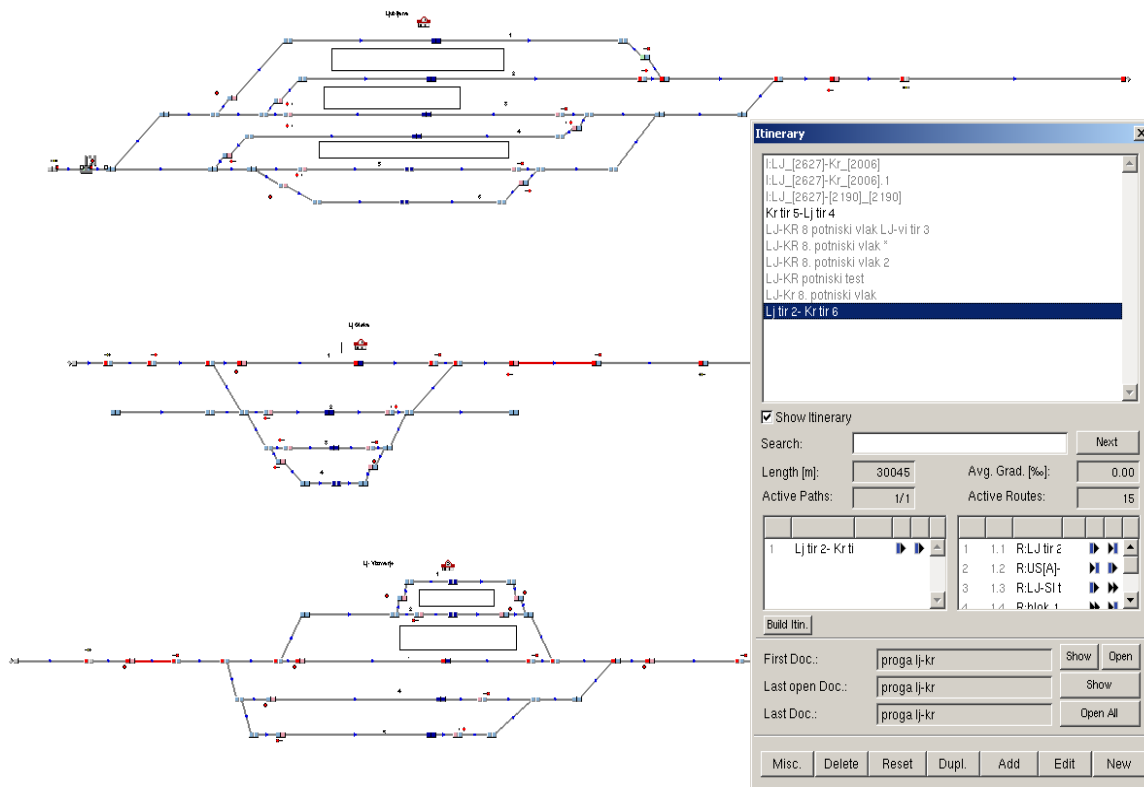 Ljubljana
1
2
3
4
5
6
Itinerary
I:LJ_[2627]-Kr_[2006]
I:LJ_[2627]-Kr_[2006].1
I:LJ_[2627]-[2190]_[2190]
Kr tir 5-Lj tir 4
LJ-KR 8 potniski vlak LJ-vi tir 3
LJ-KR 8. potniski vlak *
LJ-KR 8. potniski vlak 2
LJ-KR potniski test
LJ-Kr 8. potniski vlak
Lj tir 2- Kr tir 6
1
2
3
4
Show Itinerary
Search:
Next
Length [m]: 30045 Avg. Grad. [‰]: 0.00
Active Paths: 1/1 Active Routes: 15
1 Lj tir 2- Kr ti
1 1.1 R:LJ tir 2
2 1.2 R:US[A]-
3 1.3 R:LJ-SI t
4 1.4 R:blok 1
Build Itin.
1
2
4
5
First Doc.: proga lj-kr Show Open
Last open Doc.: proga lj-kr Show
Last Doc.: proga lj-kr Open All
Misc. Delete Reset Dupl. Add Edit New